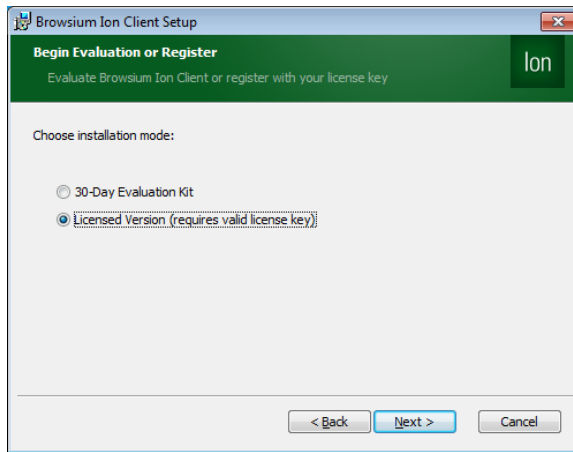 Browsium Ion Client Setup
Begin Evaluation or Register
Evaluate Browsium Ion Client or register with your license key
Ion
Choose installation mode:
30-Day Evaluation Kit
Licensed Version (requires valid license key)
< Back Next > Cancel